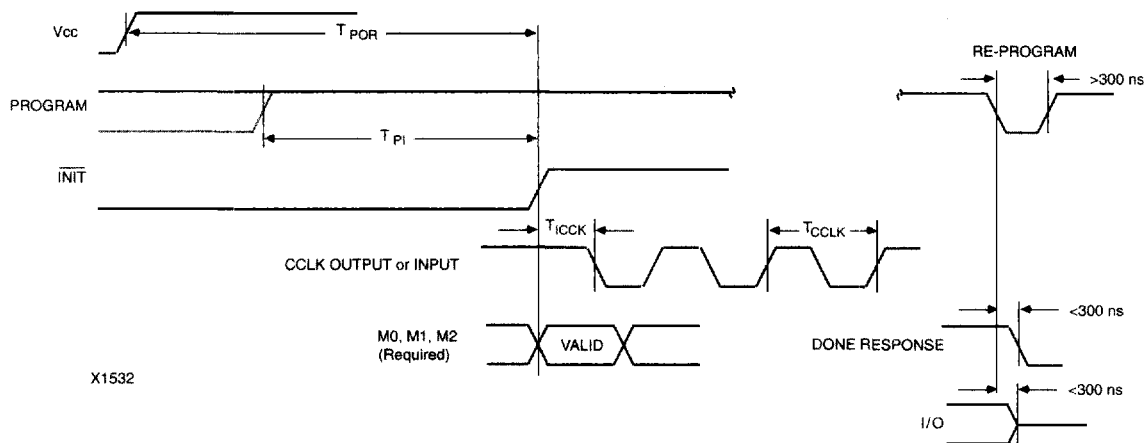 Vcc
T POR
RE-PROGRAM
>300 ns
PROGRAM
T PI
INIT
T ICCK
T CCLK
CCLK OUTPUT or INPUT
<300 ns
M0, M1, M2
(Required)
VALID
DONE RESPONSE
<300 ns
X1532
I/O